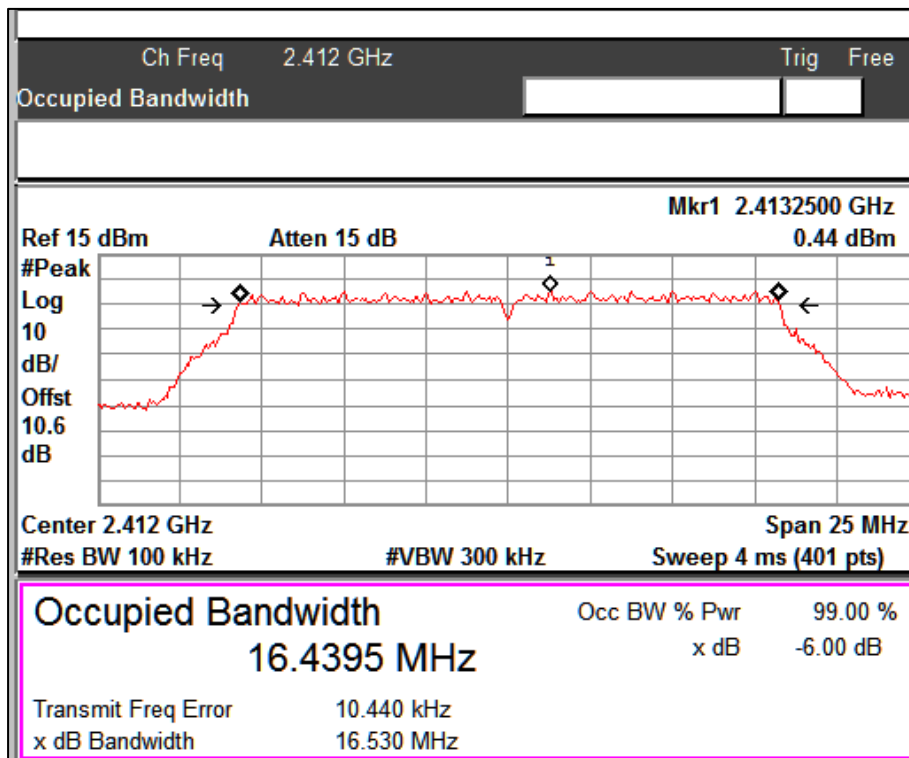 Ch Freq 2.412 GHz Trig Free
Occupied Bandwidth
Mkr1 2.4132500 GHz
Ref 15 dBm Atten 15 dB 0.44 dBm
#Peak
1
Log
10
dB/
Offst
10.6
dB
Center 2.412 GHz Span 25 MHz
#Res BW 100 kHz #VBW 300 kHz Sweep 4 ms (401 pts)
Occupied Bandwidth Occ BW % Pwr 99.00 %
16.4395 MHz x dB -6.00 dB
Transmit Freq Error 10.440 kHz
x dB Bandwidth 16.530 MHz